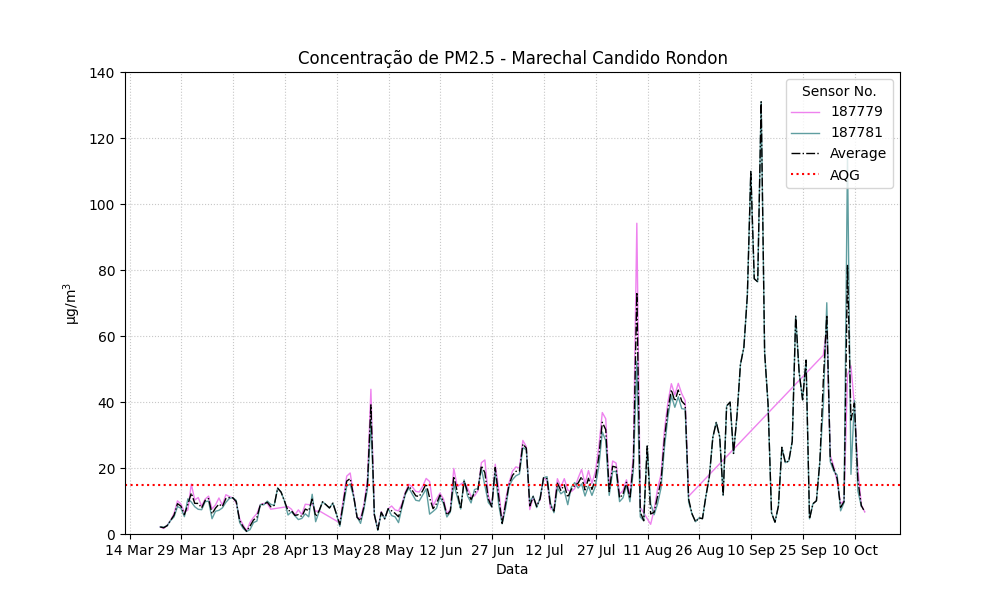 Concentração de PM2.5 - Marechal Candido Rondon
140
120
100
80
60
40
20
0
µg/m³
Sensor No.
187779
187781
Average
AQG
14 Mar 29 Mar 13 Apr 28 Apr 13 May 28 May 12 Jun 27 Jun 12 Jul 27 Jul 11 Aug 26 Aug 10 Sep 25 Sep 10 Oct
Data